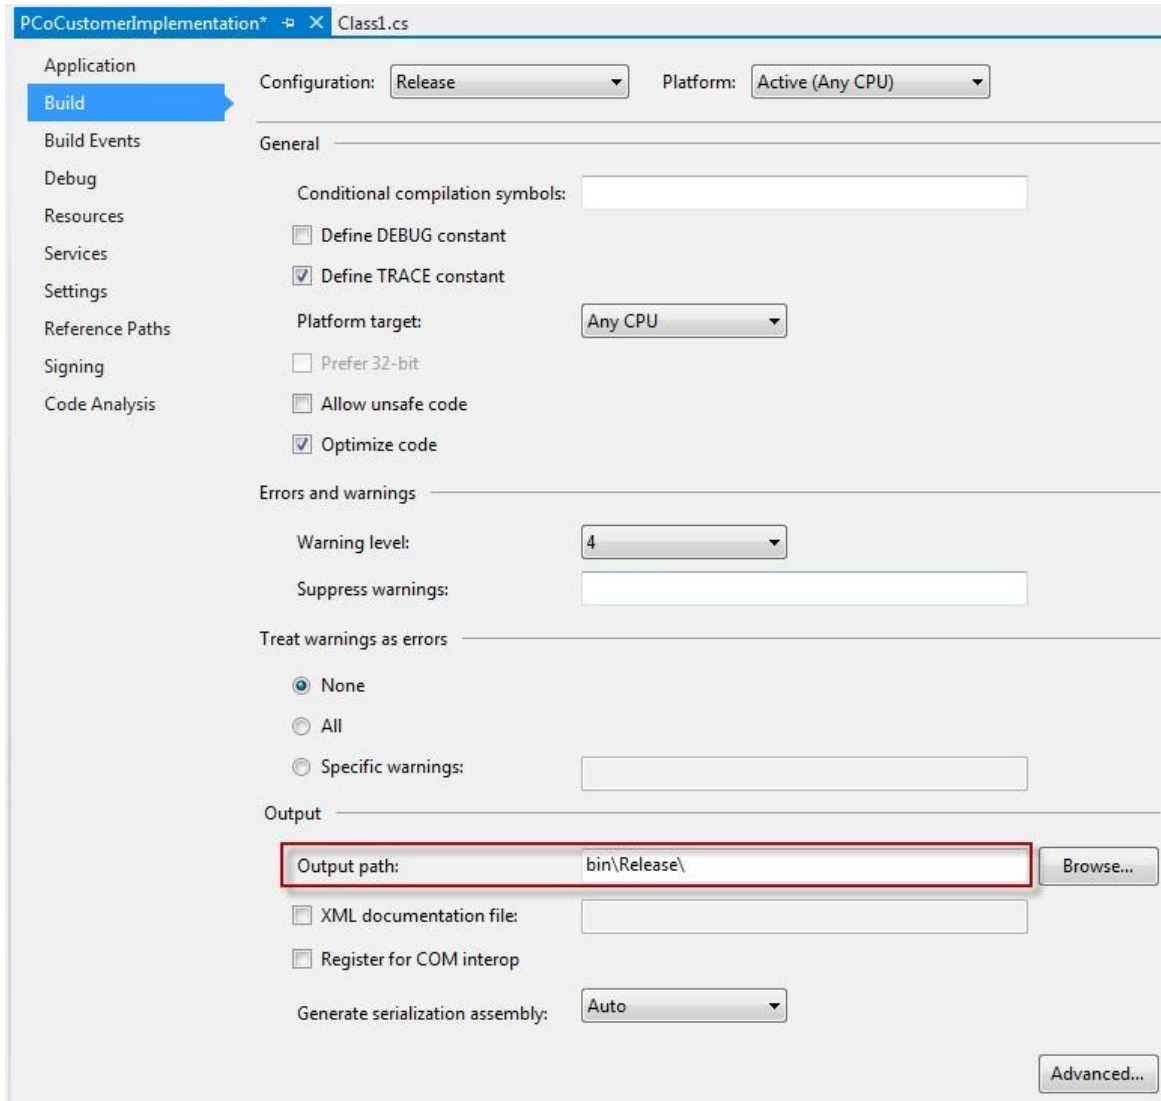 PCoCustomerImplementation* Class1.cs
Application
Build
Build Events
Debug
Resources
Services
Settings
Reference Paths
Signing
Code Analysis
Configuration: Release Platform: Active (Any CPU)
General
Conditional compilation symbols:
Define DEBUG constant
Define TRACE constant
Platform target: Any CPU
Prefer 32-bit
Allow unsafe code
Optimize code
Errors and warnings
Warning level: 4
Suppress warnings:
Treat warnings as errors
None
All
Specific warnings:
Output
Output path: bin\Release\ Browse...
XML documentation file:
Register for COM interop
Generate serialization assembly: Auto
Advanced...